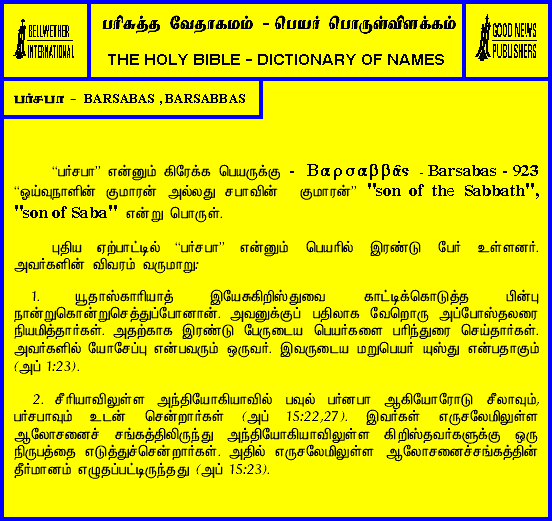 BELLWETHER
INTERNATIONAL
பரிசுத்த வேதாகமம் - பெயர் பொருள்விளக்கம்
THE HOLY BIBLE - DICTIONARY OF NAMES
GOOD NEWS
PUBLISHERS
பர்சபா - BARSABAS ,BARSABBAS
“பர்சபா” என்னும் கிரேக்க பெயருக்கு - Βαρσαββᾶς - Barsabas - 923
“ஓய்வுநாளின் குமாரன் அல்லது சபாவின் குமாரன்” "son of the Sabbath",
"son of Saba" என்று பொருள்.
புதிய ஏற்பாட்டில் “பர்சபா” என்னும் பெயரில் இரண்டு பேர் உள்ளனர்.
அவர்களின் விவரம் வருமாறு:
1. யூதாஸ்காரியாத் இயேசுகிறிஸ்துவை காட்டிக்கொடுத்த பின்பு
நான்றுகொன்றுசெத்துப்போனான். அவனுக்குப் பதிலாக வேறொரு அப்போஸ்தலரை
நியமித்தார்கள். அதற்காக இரண்டு பேருடைய பெயர்களை பரிந்துரை செய்தார்கள்.
அவர்களில் யோசேப்பு என்பவரும் ஒருவர். இவருடைய மறுபெயர் யுஸ்து என்பதாகும்
(அப் 1:23).
2. சீரியாவிலுள்ள அந்தியோகியாவில் பவுல் பர்னபா ஆகியோரோடு சீலாவும்,
பர்சபாவும் உடன் சென்றார்கள் (அப் 15:22,27). இவர்கள் எருசலேமிலுள்ள
ஆலோசனைச் சங்கத்திலிருந்து அந்தியோகியாவிலுள்ள கிறிஸ்தவர்களுக்கு ஒரு
நிருபத்தை எடுத்துச்சென்றார்கள். அதில் எருசலேமிலுள்ள ஆலோசனைச்சங்கத்தின்
தீர்மானம் எழுதப்பட்டிருந்தது (அப் 15:23).